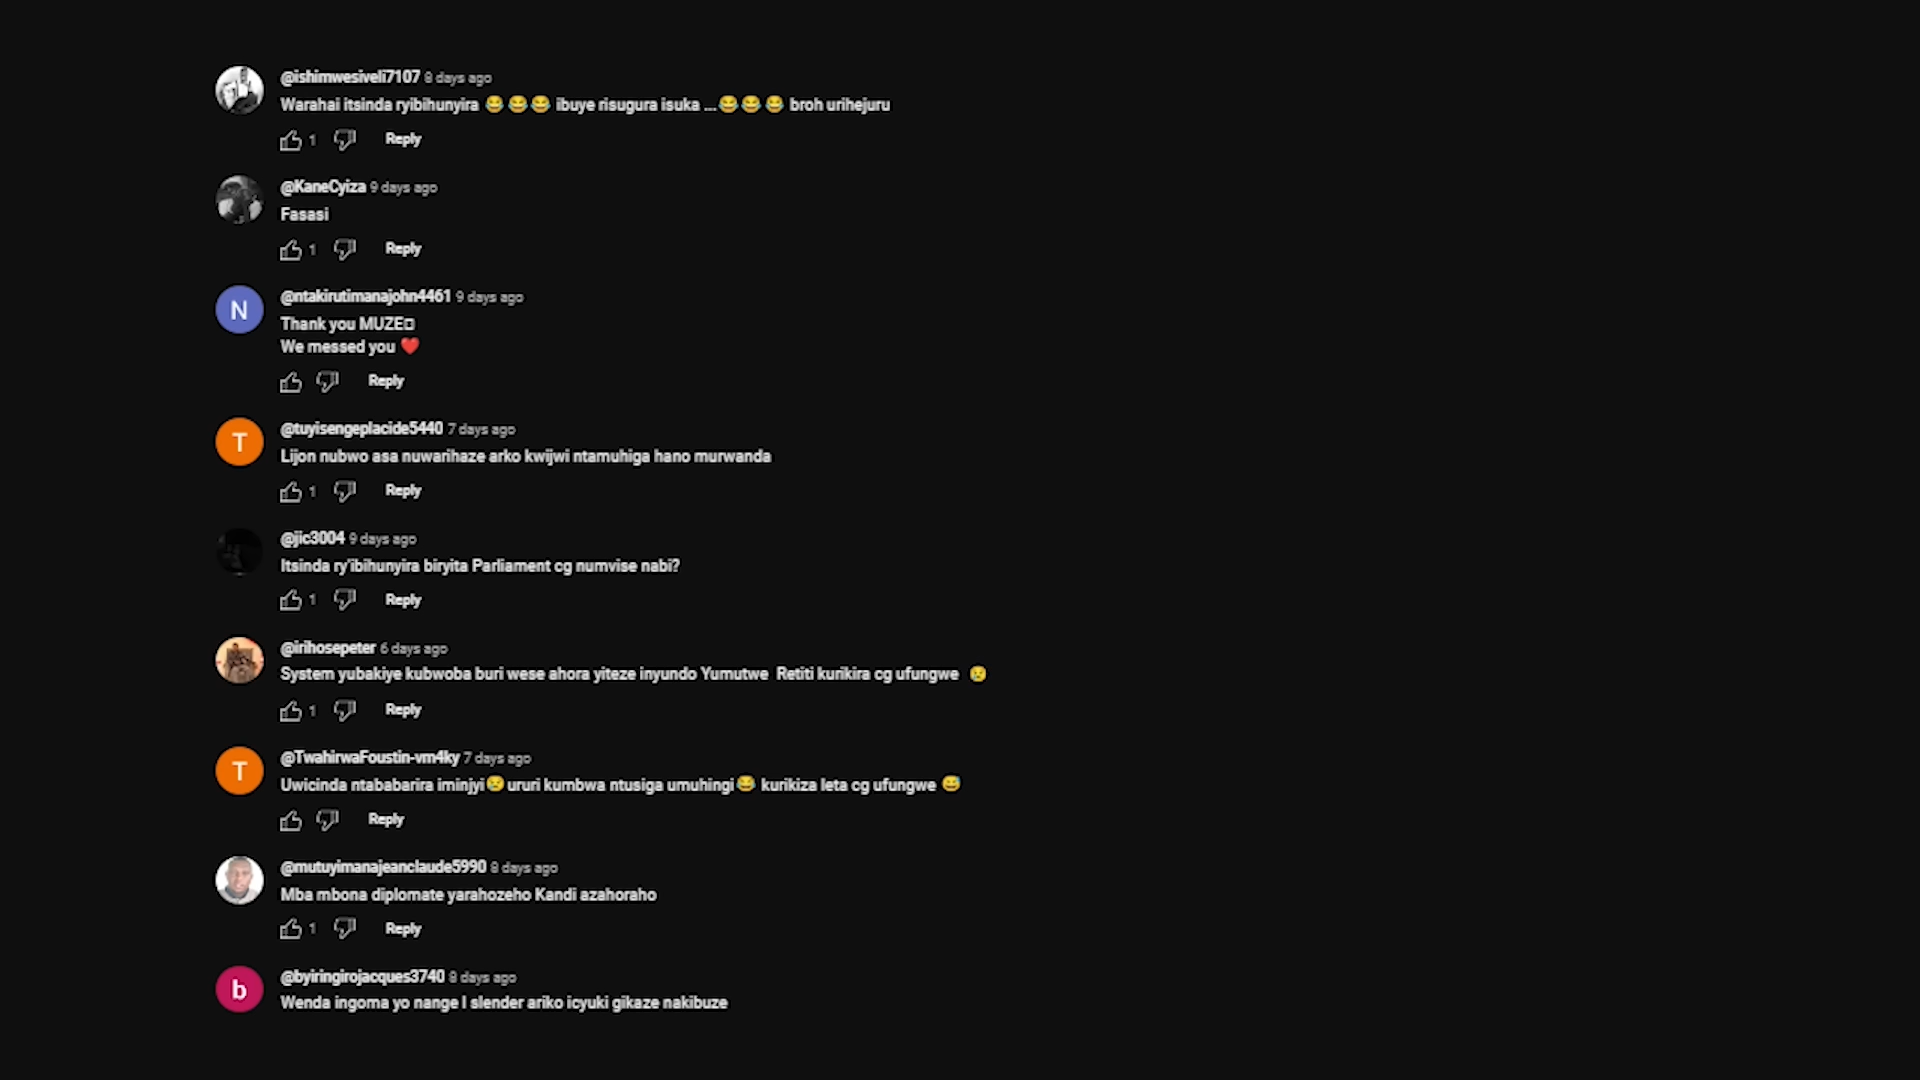 @ishimwesiveli7107 8 days ago
Warahai itsinda ryibihunyira 😂😂😂 ibuye risugura isuka ...😂😂😂 broh urihejuru
1 Reply
@KaneCyiza 9 days ago
Fasasi
1 Reply
@ntakirutimanajohn4461 9 days ago
Thank you MUZE□
We messed you ❤️
Reply
T
@tuyisengeplacide5440 7 days ago
Lijon nubwo asa nuwarihaze arko kwijwi ntamuhiga hano murwanda
1 Reply
@jic3004 9 days ago
Itsinda ry'ibihunyira biryita Parliament cg numvise nabi?
1 Reply
@irihosepeter 6 days ago
System yubakiye kubwoba buri wese ahora yiteze inyundo Yumutwe Retiti kurikira cg ufungwe 😢
1 Reply
T
@TwahirwaFoustin-vm4ky 7 days ago
Uwicinda ntababarira iminjyi😢ururi kumbwa ntusiga umuhingi😂 kurikiza leta cg ufungwe 😅
Reply
@mutuyimanajeanclaude5990 8 days ago
Mba mbona diplomate yarahozeho Kandi azahoraho
1 Reply
b
@byiringirojacques3740 8 days ago
Wenda ingoma yo nange I slender ariko icyuki gikaze nakibuze